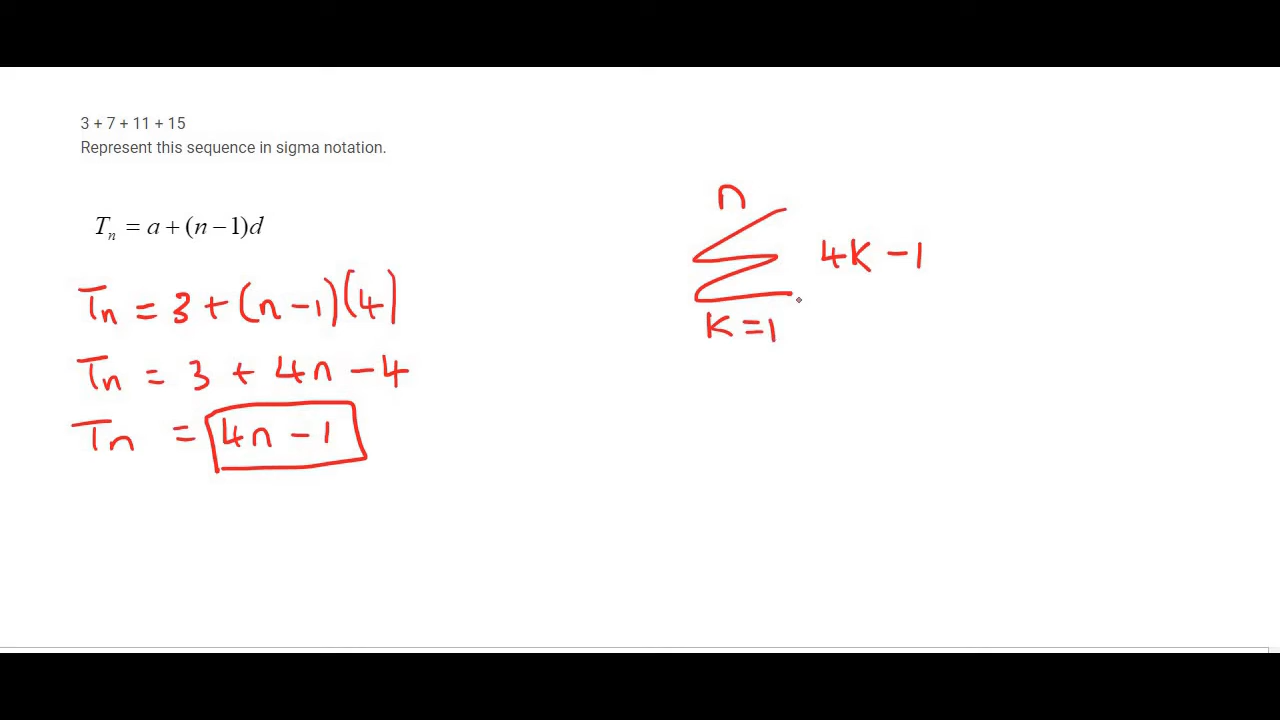 3 + 7 + 11 + 15
Represent this sequence in sigma notation.
Tₙ = a + (n − 1)d
Tn = 3 + (n − 1)(4)
Tn = 3 + 4n − 4
Tn = 4n − 1
n
∑ 4k − 1
k = 1